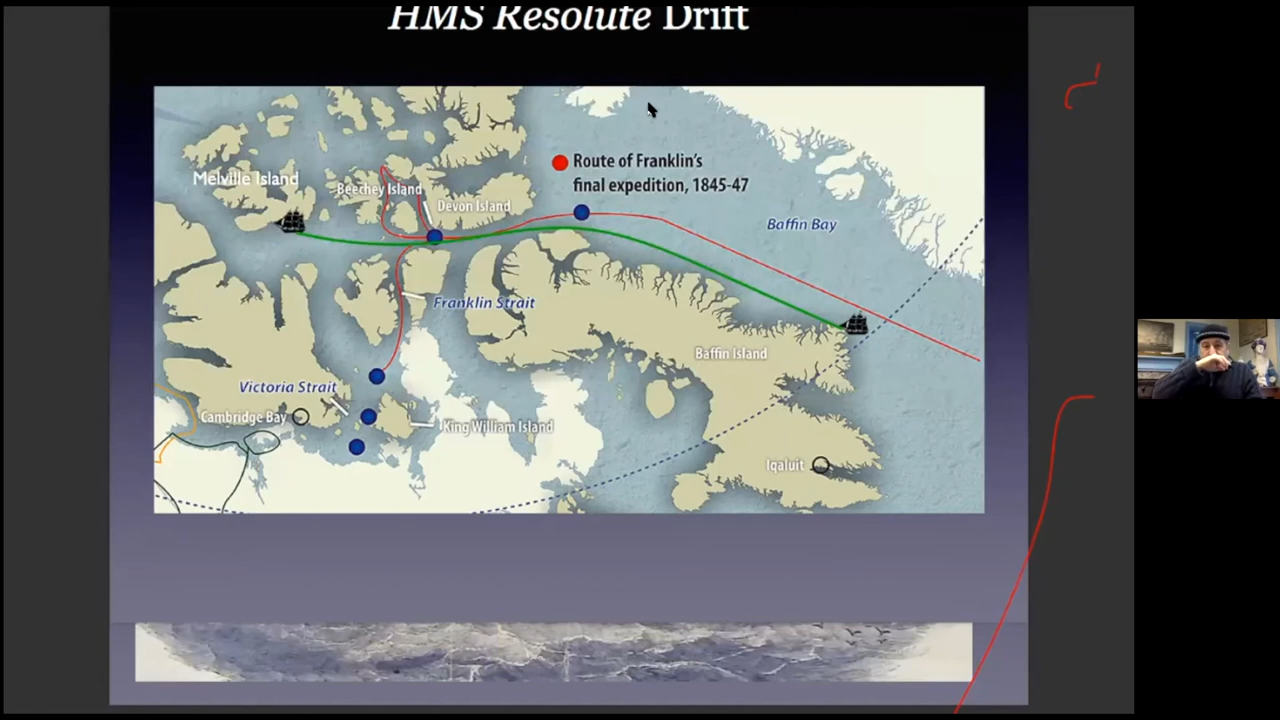 HMS Resolute Drift
Route of Franklin's
final expedition, 1845-47
Melville Island
Beechey Island
Devon Island
Baffin Bay
Franklin Strait
Baffin Island
Victoria Strait
Cambridge Bay
King William Island
Iqaluit